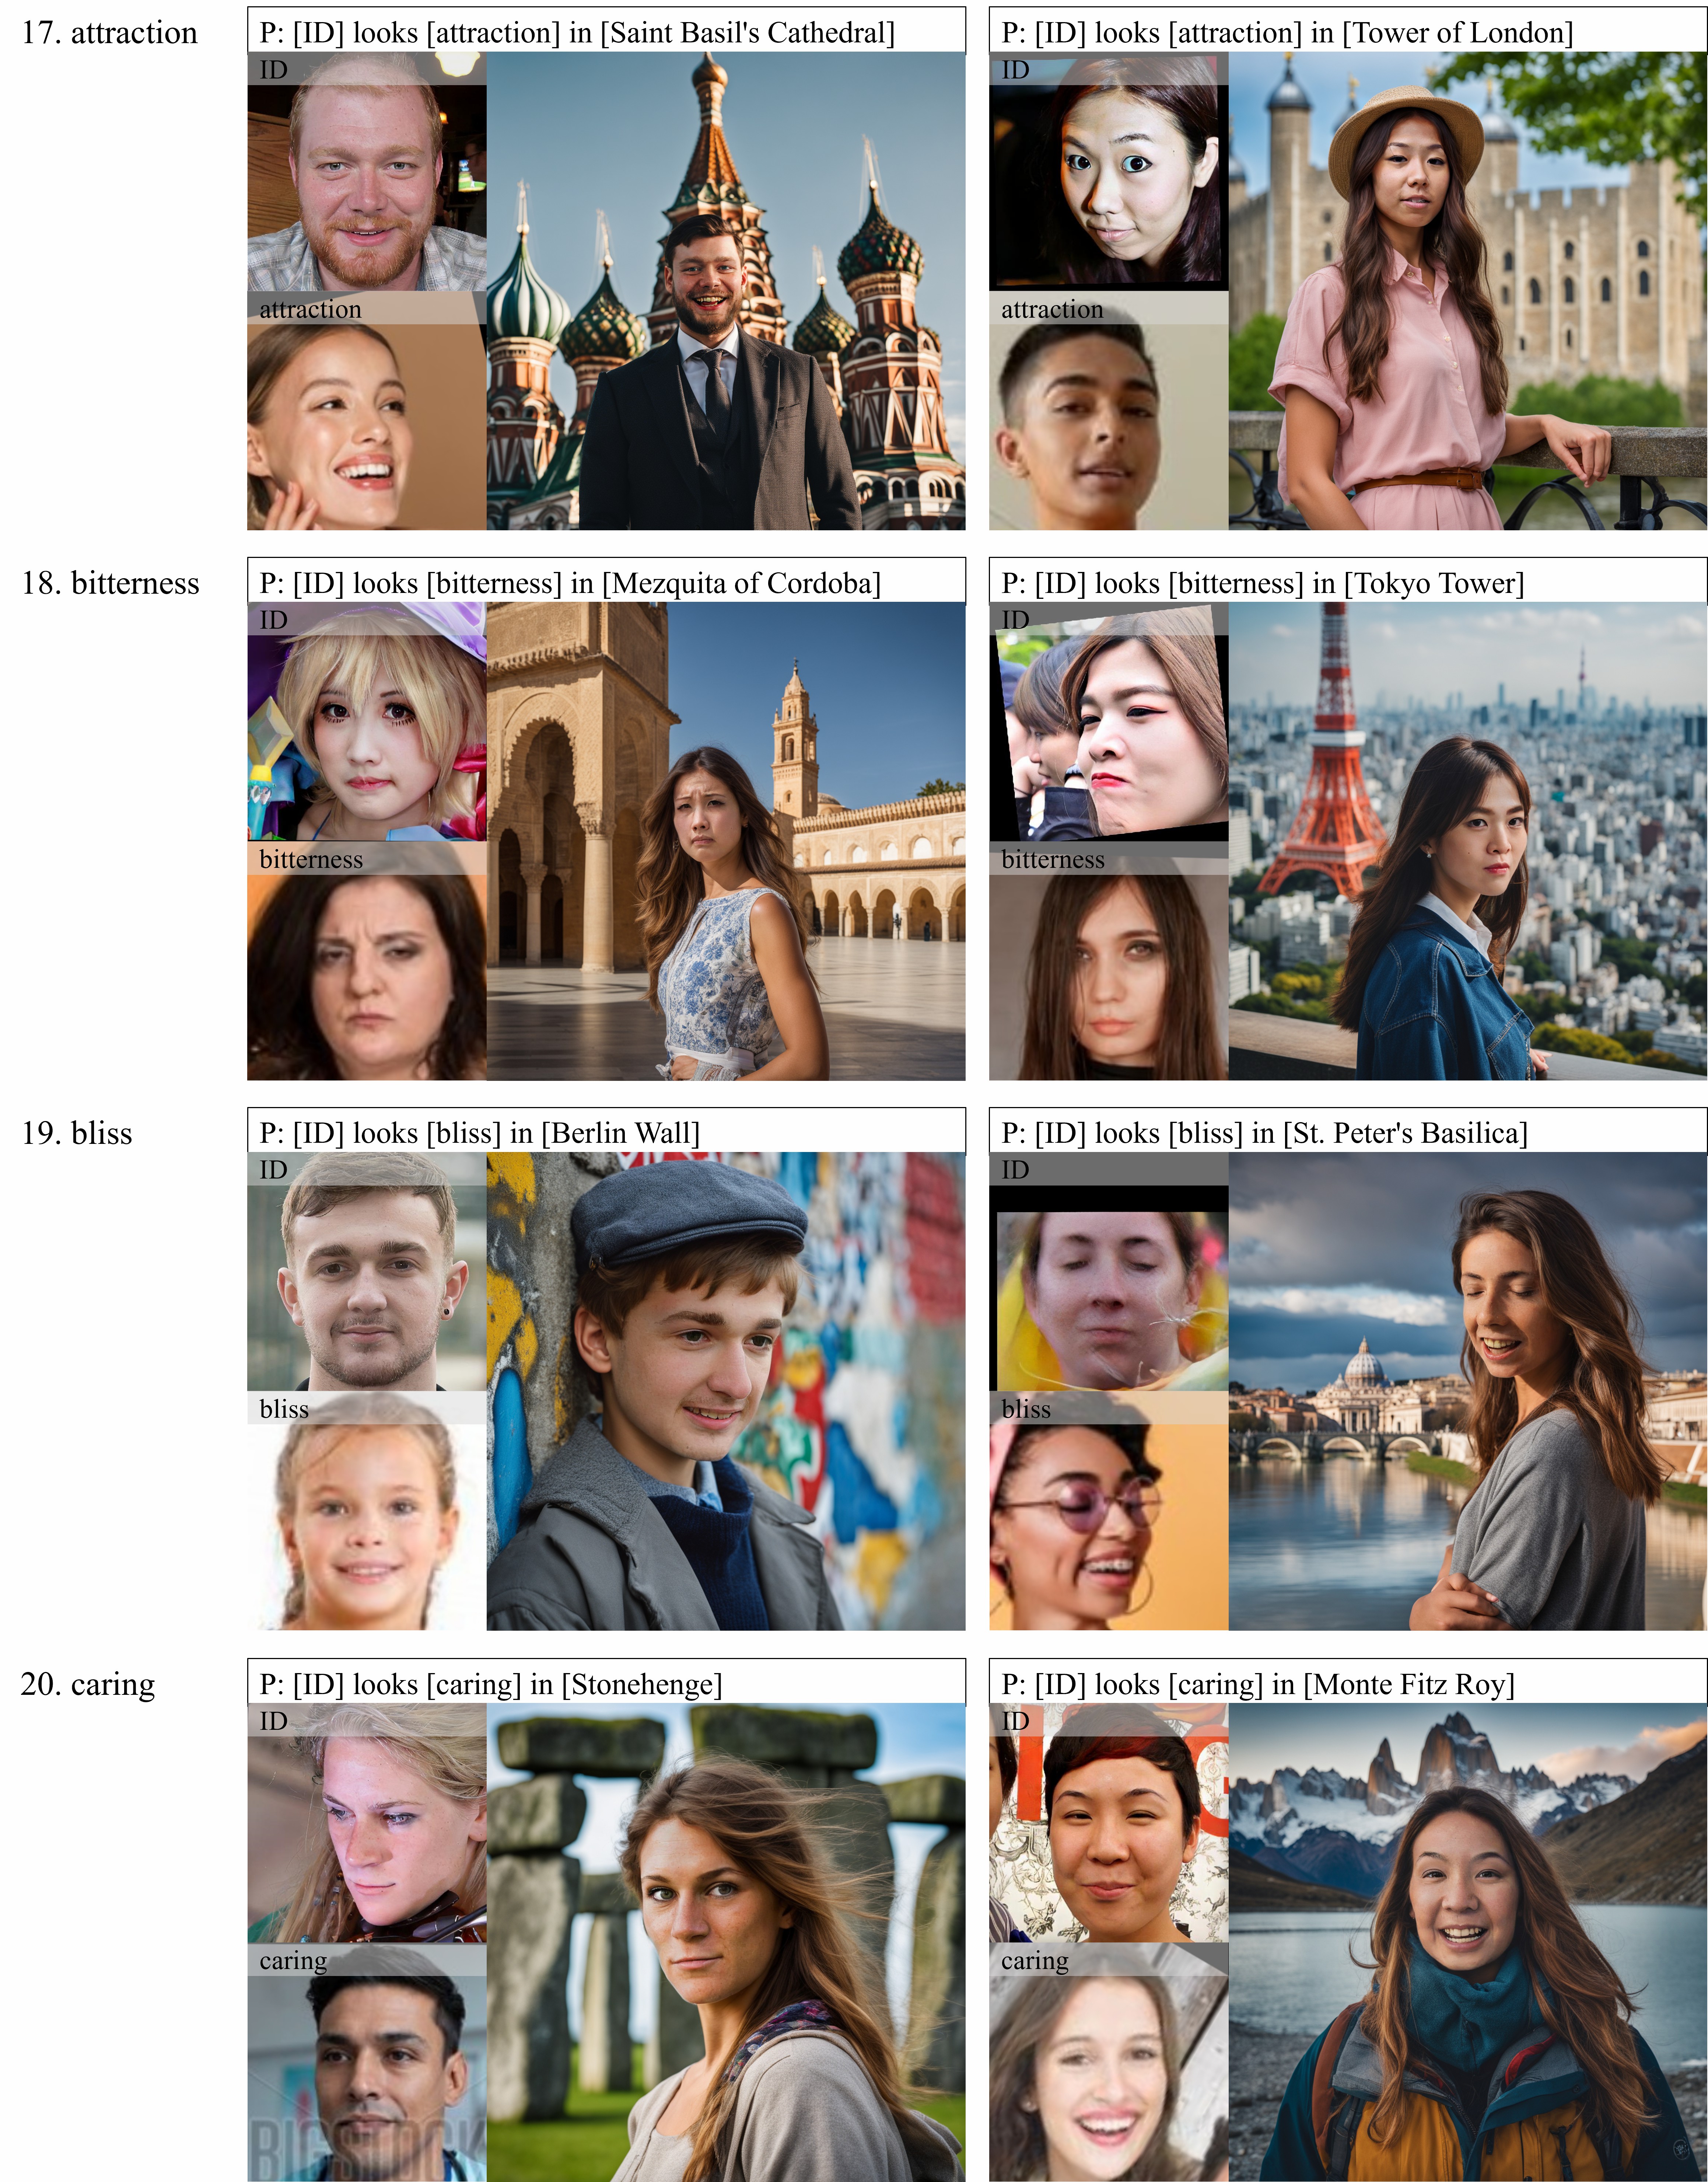 17. attraction
P: [ID] looks [attraction] in [Saint Basil's Cathedral]
P: [ID] looks [attraction] in [Tower of London]
ID
ID
attraction
attraction
18. bitterness
P: [ID] looks [bitterness] in [Mezquita of Cordoba]
P: [ID] looks [bitterness] in [Tokyo Tower]
ID
ID
bitterness
bitterness
19. bliss
P: [ID] looks [bliss] in [Berlin Wall]
P: [ID] looks [bliss] in [St. Peter's Basilica]
ID
ID
bliss
bliss
20. caring
P: [ID] looks [caring] in [Stonehenge]
P: [ID] looks [caring] in [Monte Fitz Roy]
ID
ID
G
caring
caring
BIGSTOCK